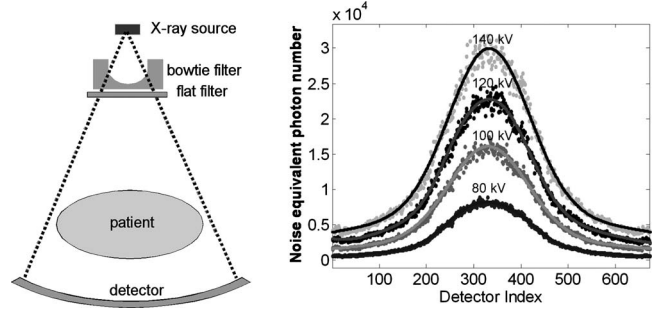 X-ray source
bowtie filter
flat filter
patient
detector
x 10⁴
Noise equivalent photon number
3
2.5
2
1.5
1
0.5
0
140 kV
120 kV
100 kV
80 kV
100 200 300 400 500 600
Detector Index